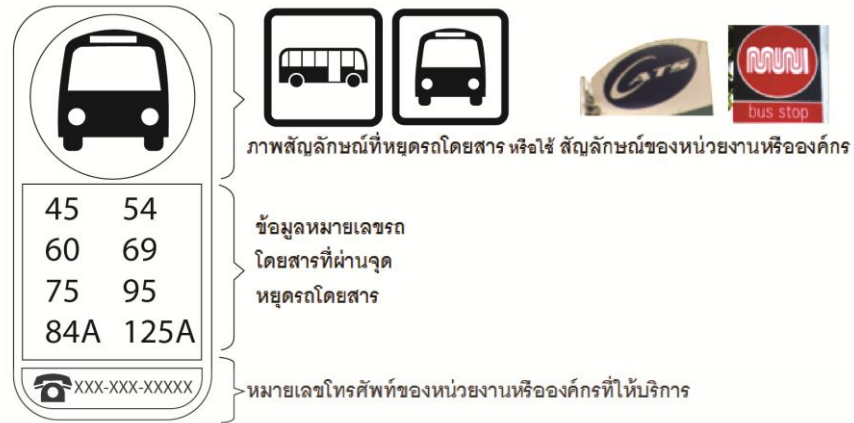 CATS
MUNI
bus stop
ภาพสัญลักษณ์ที่หยุดรถโดยสาร หรือใช้ สัญลักษณ์ของหน่วยงานหรือองค์กร
45 54
60 69
75 95
84A 125A
ข้อมูลหมายเลขรถ
โดยสารที่ผ่านจุด
หยุดรถโดยสาร
XXX-XXX-XXXXX
หมายเลขโทรศัพท์ของหน่วยงานหรือองค์กรที่ให้บริการ